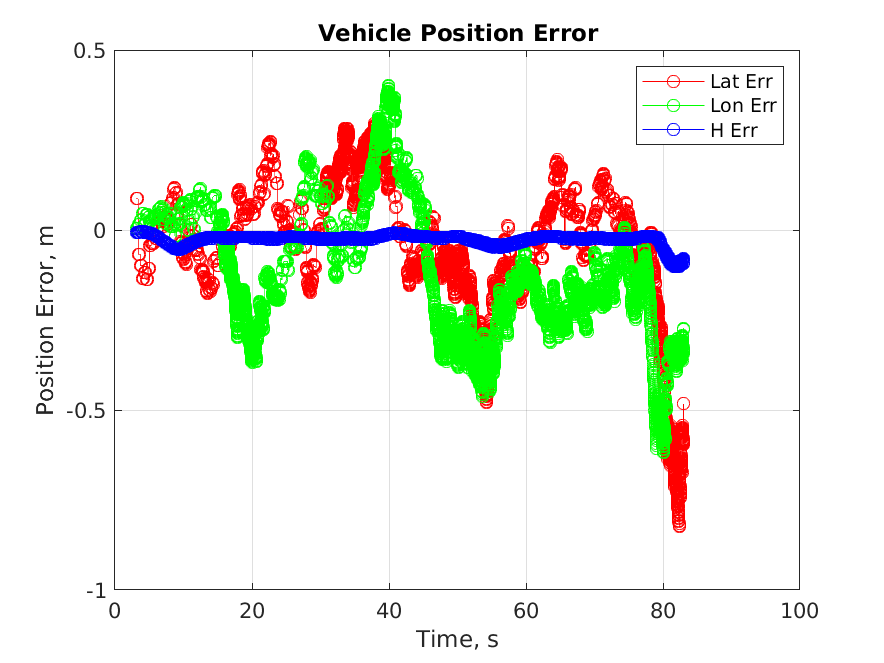 Vehicle Position Error
0.5
0
-0.5
-1
Position Error, m
0
20
40
60
80
100
Time, s
Lat Err
Lon Err
H Err